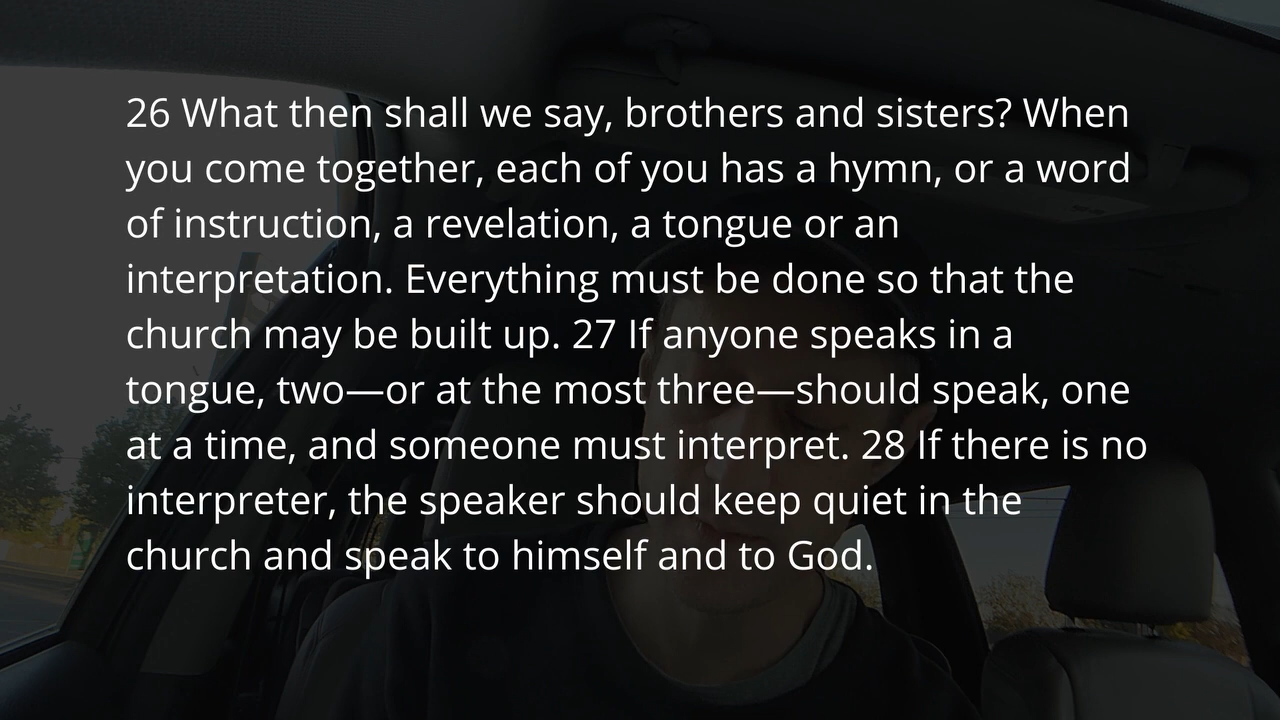 26 What then shall we say, brothers and sisters? When
you come together, each of you has a hymn, or a word
of instruction, a revelation, a tongue or an
interpretation. Everything must be done so that the
church may be built up. 27 If anyone speaks in a
tongue, two—or at the most three—should speak, one
at a time, and someone must interpret. 28 If there is no
interpreter, the speaker should keep quiet in the
church and speak to himself and to God.